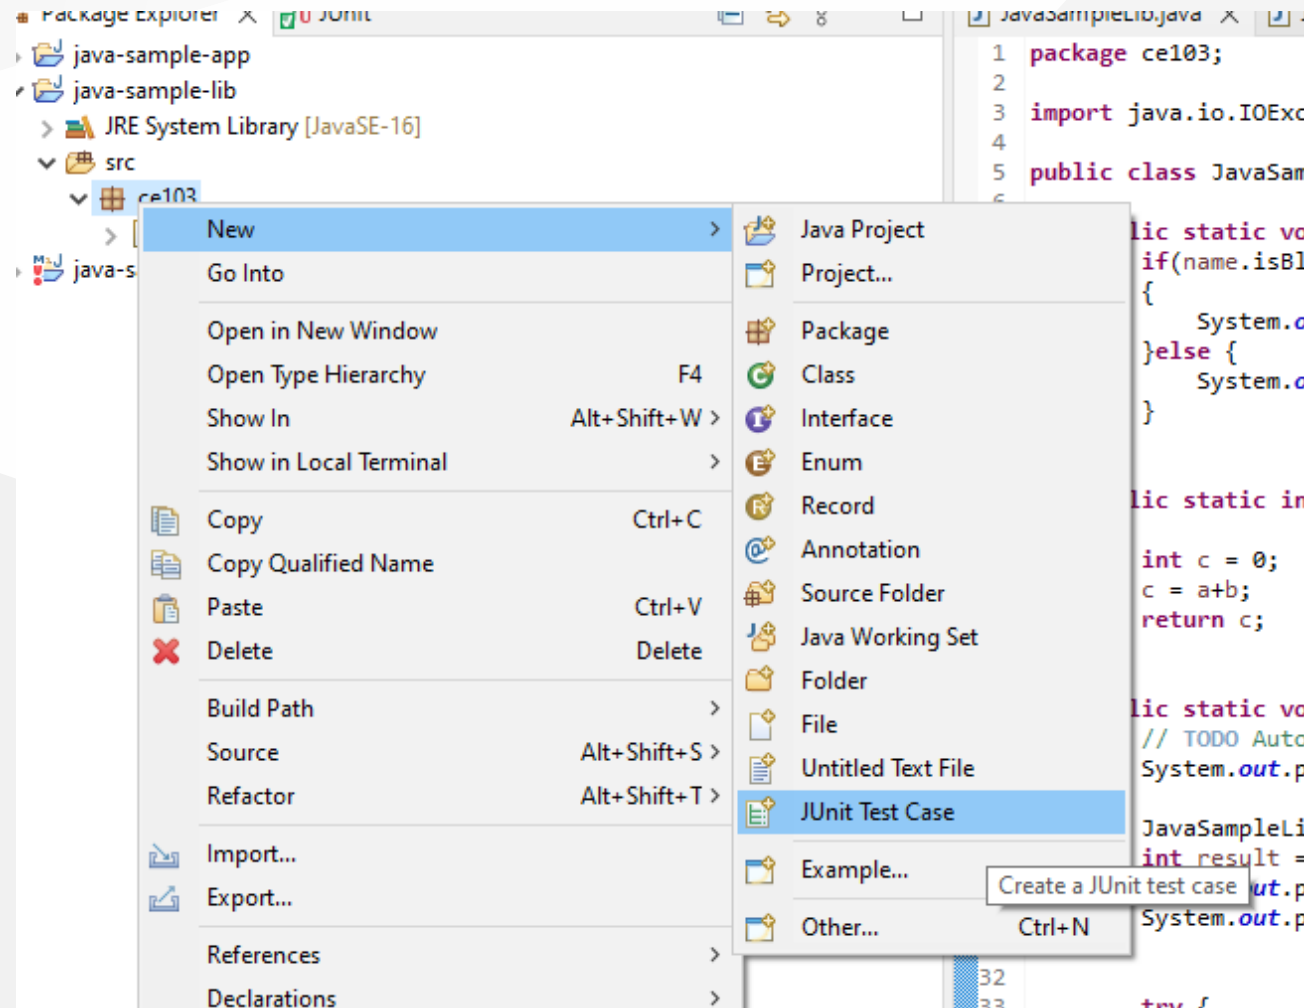 Package Explorer
JUnit
java-sample-app
java-sample-lib
JRE System Library [JavaSE-16]
src
ce103
java-s
New
Go Into
Open in New Window
Open Type Hierarchy F4
Show In Alt+Shift+W
Show in Local Terminal
Copy Ctrl+C
Copy Qualified Name
Paste Ctrl+V
Delete Delete
Build Path
Source Alt+Shift+S
Refactor Alt+Shift+T
Import...
Export...
References
Declarations
Java Project
Project...
Package
Class
Interface
Enum
Record
Annotation
Source Folder
Java Working Set
Folder
File
Untitled Text File
JUnit Test Case
Example...
Other... Ctrl+N
Create a JUnit test case
JavaSampleLib.java
1 package ce103;
2
3 import java.io.IOExc
4
5 public class JavaSam
6
lic static vo
if(name.isBl
{
System.o
}else {
System.o
}
lic static in
int c = 0;
c = a+b;
return c;
lic static vo
// TODO Auto
System.out.p
JavaSampleLi
int result =
ut.p
System.out.p
32
33 try {